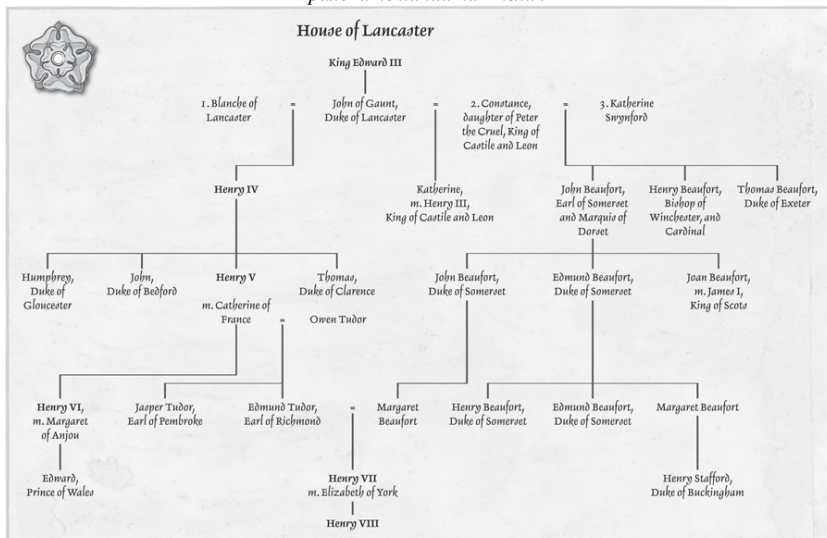 House of Lancaster
King Edward III
1. Blanche of
Lancaster
=
John of Gaunt,
Duke of Lancaster
=
2. Constance,
daughter of Peter
the Cruel, King of
Castile and Leon
=
3. Katherine
Swynford
Henry IV
Katherine,
m. Henry III,
King of Castile and Leon
John Beaufort,
Earl of Somerset
and Marquis of
Dorset
Henry Beaufort,
Bishop of
Winchester, and
Cardinal
Thomas Beaufort,
Duke of Exeter
Humphrey,
Duke of
Gloucester
John,
Duke of Bedford
Henry V
m. Catherine of
France
=
Owen Tudor
Thomas,
Duke of Clarence
John Beaufort,
Duke of Somerset
Edmund Beaufort,
Duke of Somerset
Joan Beaufort,
m. James I,
King of Scots
Henry VI,
m. Margaret
of Anjou
Jasper Tudor,
Earl of Pembroke
Edmund Tudor,
Earl of Richmond
=
Margaret
Beaufort
Henry Beaufort,
Duke of Somerset
Edmund Beaufort,
Duke of Somerset
Margaret Beaufort
Edward,
Prince of Wales
Henry VII
m. Elizabeth of York
Henry Stafford,
Duke of Buckingham
Henry VIII